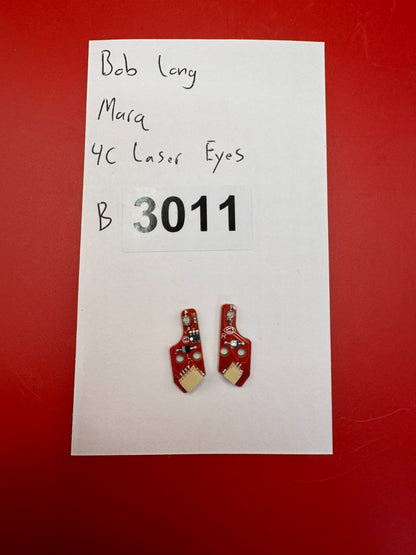 Bob Long
Mara
4C Laser Eyes
B 3011